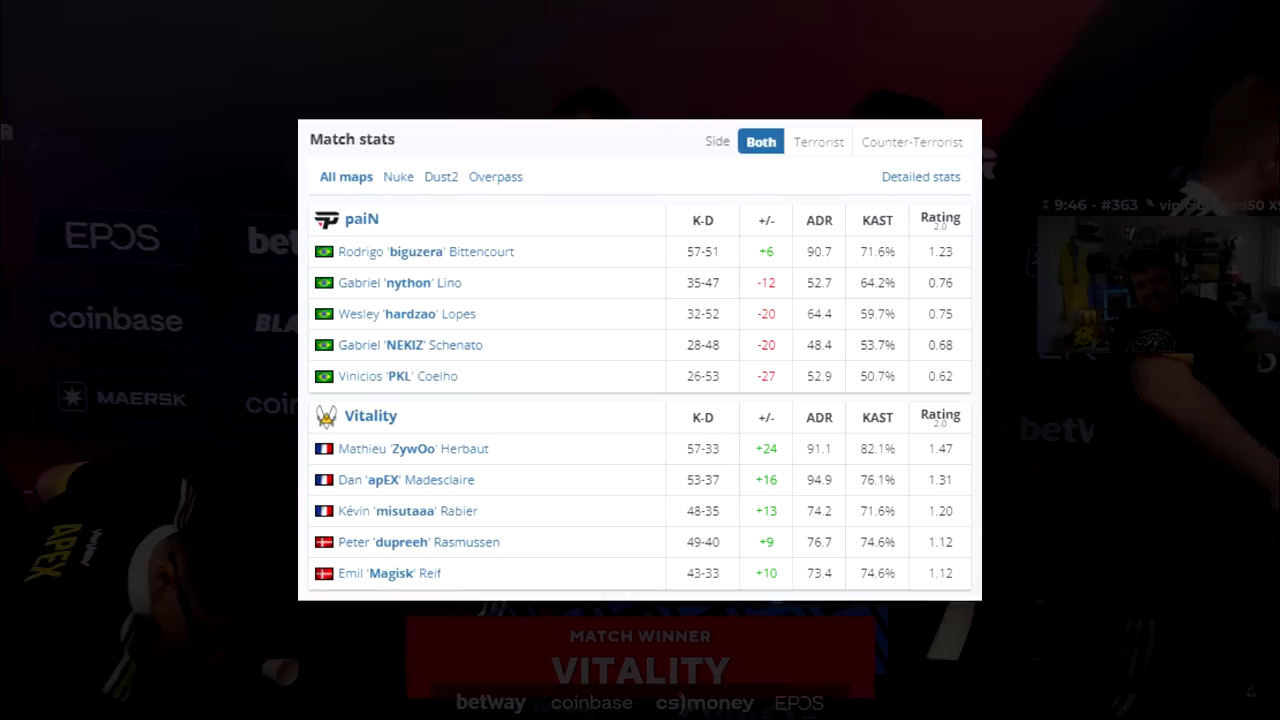 Match stats
Side Both Terrorist Counter-Terrorist
All maps Nuke Dust2 Overpass Detailed stats
paiN K-D +/- ADR KAST Rating 2.0
Rodrigo 'biguzera' Bittencourt 57-51 +6 90.7 71.6% 1.23
Gabriel 'nython' Lino 35-47 -12 52.7 64.2% 0.76
Wesley 'hardzao' Lopes 32-52 -20 64.4 59.7% 0.75
Gabriel 'NEKIZ' Schenato 28-48 -20 48.4 53.7% 0.68
Vinicios 'PKL' Coelho 26-53 -27 52.9 50.7% 0.62
Vitality K-D +/- ADR KAST Rating 2.0
Mathieu 'ZywOo' Herbaut 57-33 +24 91.1 82.1% 1.47
Dan 'apEX' Madesclaire 53-37 +16 94.9 76.1% 1.31
Kévin 'misutaaa' Rabier 48-35 +13 74.2 71.6% 1.20
Peter 'dupreeh' Rasmussen 49-40 +9 76.7 74.6% 1.12
Emil 'Magisk' Reif 43-33 +10 73.4 74.6% 1.12
EPOS bet
coinbase BLA
MAERSK coin
9:46 - #363
betv
APEX
MATCH WINNER
VITALITY
betway coinbase cs)money EPOS